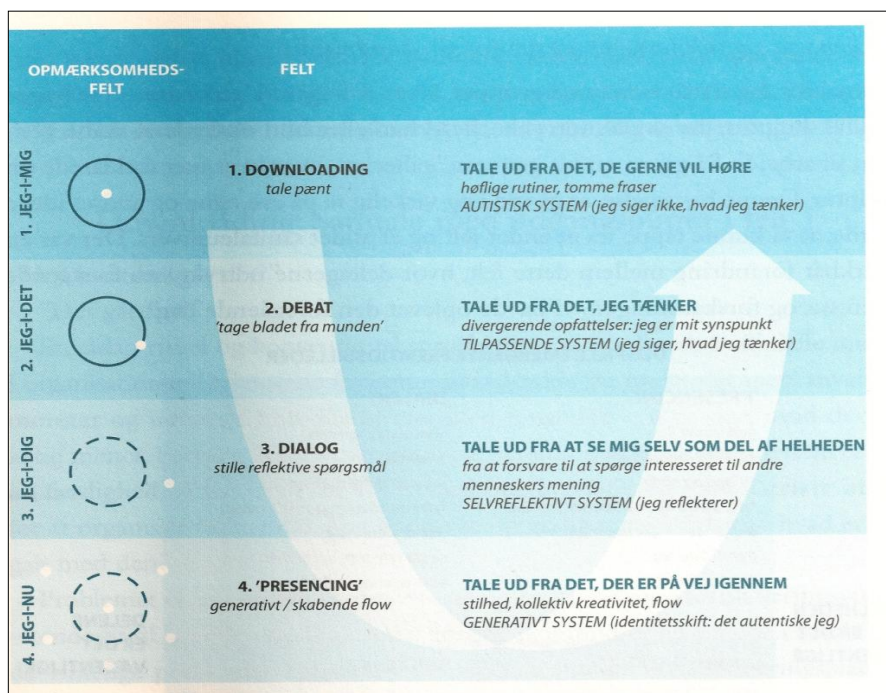 OPMÆRKSOMHEDS-
FELT
FELT
1. JEG-I-MIG
1. DOWNLOADING
tale pænt
TALE UD FRA DET, DE GERNE VIL HØRE
høflige rutiner, tomme fraser
AUTISTISK SYSTEM (jeg siger ikke, hvad jeg tænker)
2. JEG-I-DET
2. DEBAT
'tage bladet fra munden'
TALE UD FRA DET, JEG TÆNKER
divergerende opfattelser: jeg er mit synspunkt
TILPASSENDE SYSTEM (jeg siger, hvad jeg tænker)
3. JEG-I-DIG
3. DIALOG
stille reflektive spørgsmål
TALE UD FRA AT SE MIG SELV SOM DEL AF HELHEDEN
fra at forsvare til at spørge interesseret til andre
menneskers mening
SELVREFLEKTIVT SYSTEM (jeg reflekterer)
4. JEG-I-NU
4. 'PRESENCING'
generativt / skabende flow
TALE UD FRA DET, DER ER PÅ VEJ IGENNEM
stilhed, kollektiv kreativitet, flow
GENERATIVT SYSTEM (identitetsskift: det autentiske jeg)